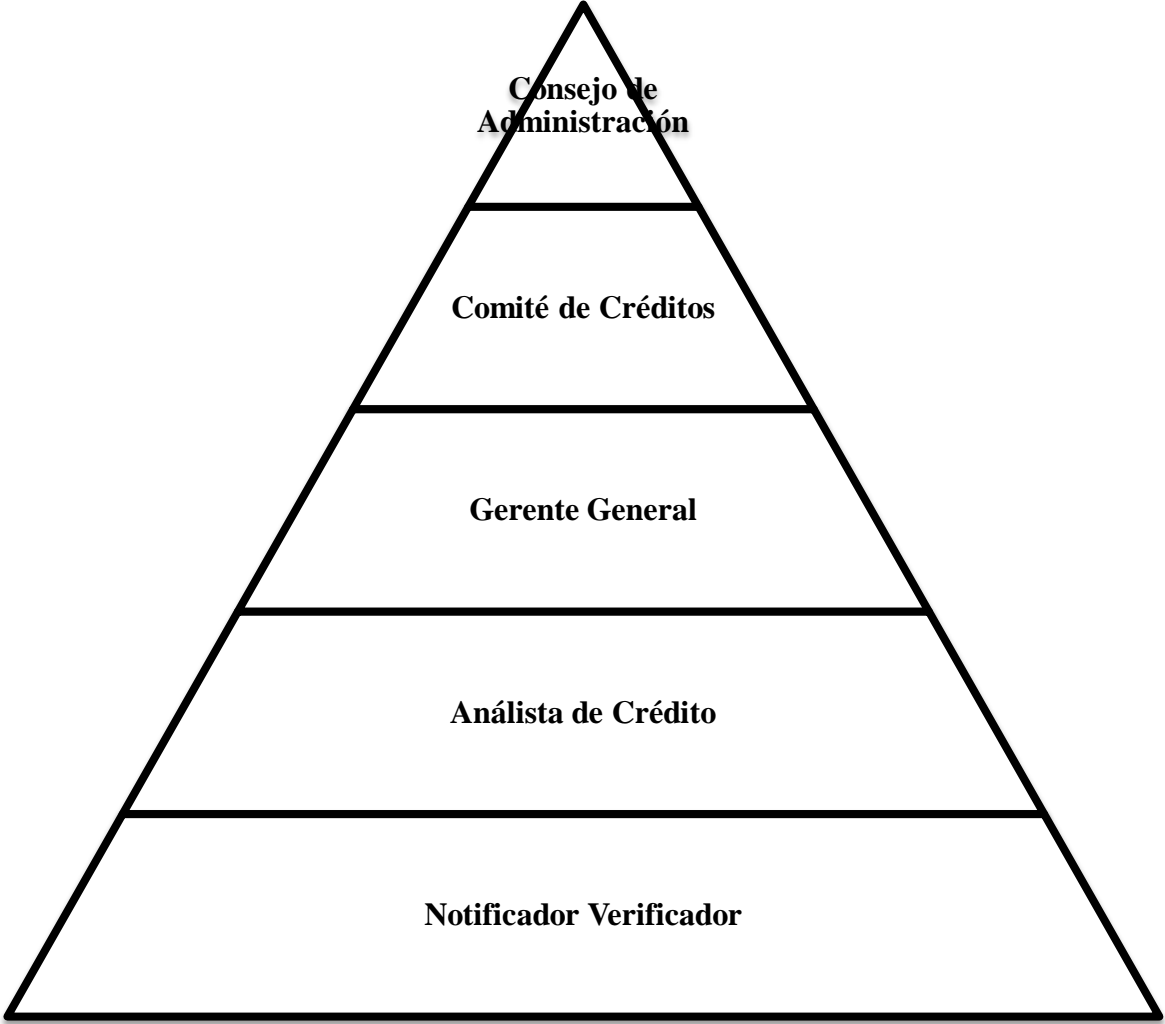 Consejo de
Administración
Comité de Créditos
Gerente General
Análista de Crédito
Notificador Verificador